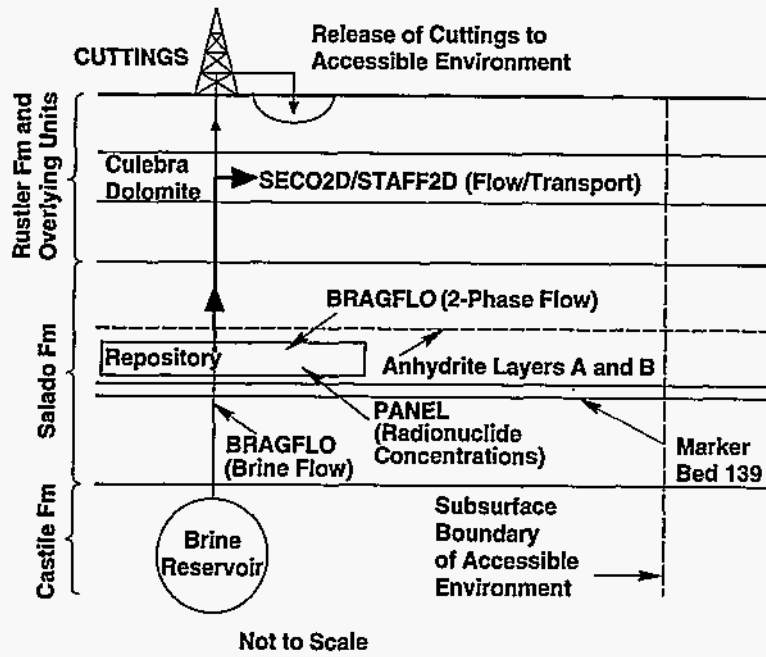 CUTTINGS
Release of Cuttings to
Accessible Environment
Rustler Fm and
Overlying Units
Culebra
Dolomite
SECO2D/STAFF2D (Flow/Transport)
Salado Fm
BRAGFLO (2-Phase Flow)
Repository
Anhydrite Layers A and B
PANEL
(Radionuclide
Concentrations)
BRAGFLO
(Brine Flow)
Marker
Bed 139
Castile Fm
Brine
Reservoir
Subsurface
Boundary
of Accessible
Environment
Not to Scale